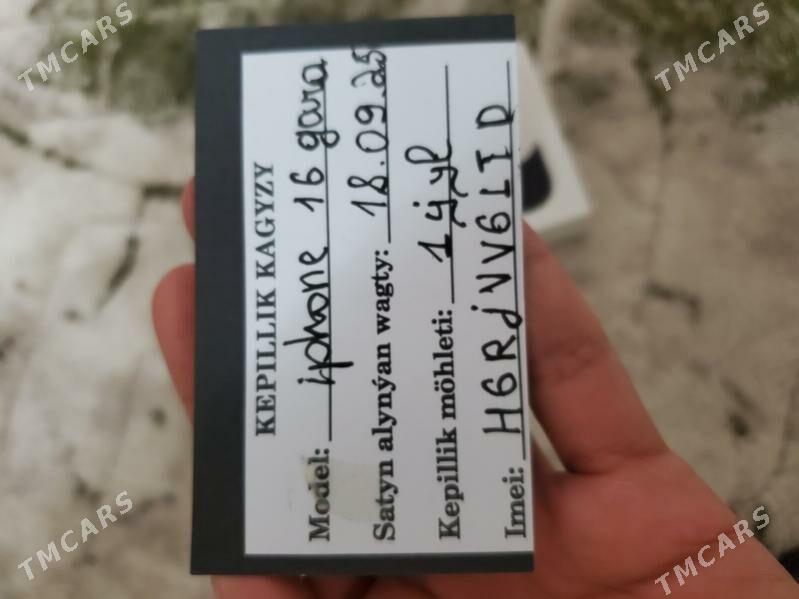 KEPILLIK KAGYZY
Model: iphone 16 gara
Satyn alynýan wagty: 18.09.25
Kepillik möhleti: 1 ýyl
Imei: H6RjVV6LID
TMCARS
TMCARS
TMCARS
TMCARS